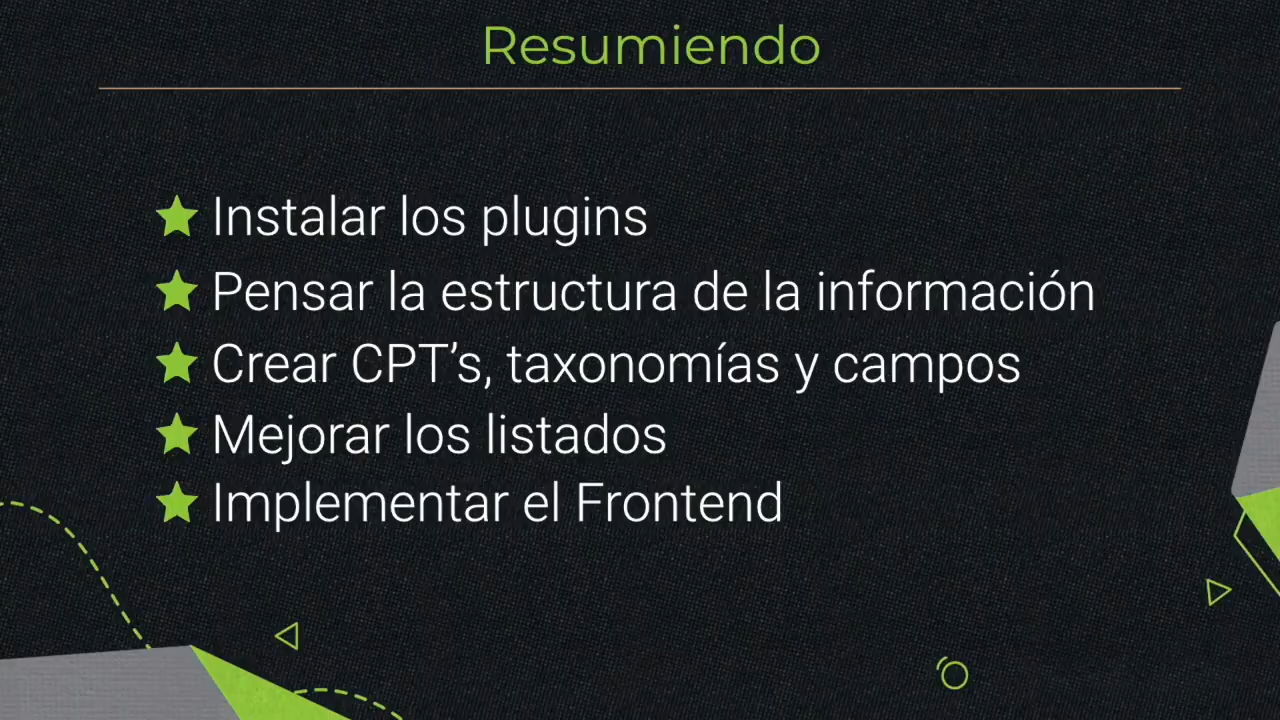 Resumiendo
Instalar los plugins
Pensar la estructura de la información
Crear CPT’s, taxonomías y campos
Mejorar los listados
Implementar el Frontend